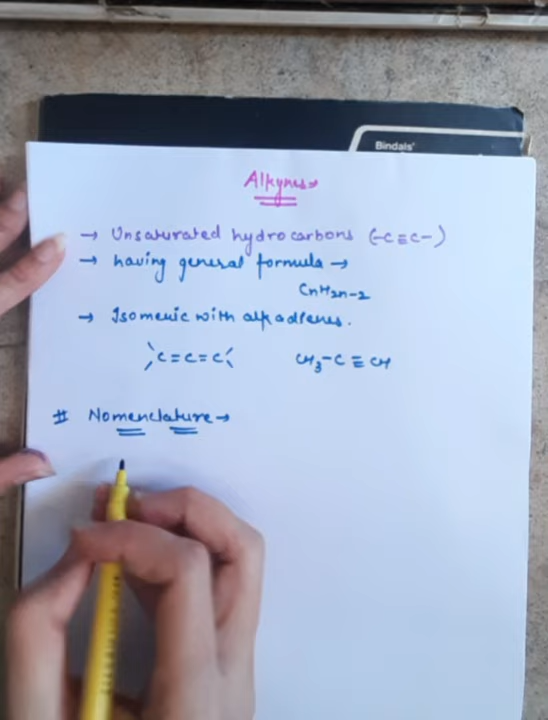 Bindals'
Alkynes
→ Unsaturated hydrocarbons (-C≡C-)
→ having general formula →
CnH2n-2
→ Isomeric with alkadienes.
C=C=C CH3-C≡CH
# Nomenclature →